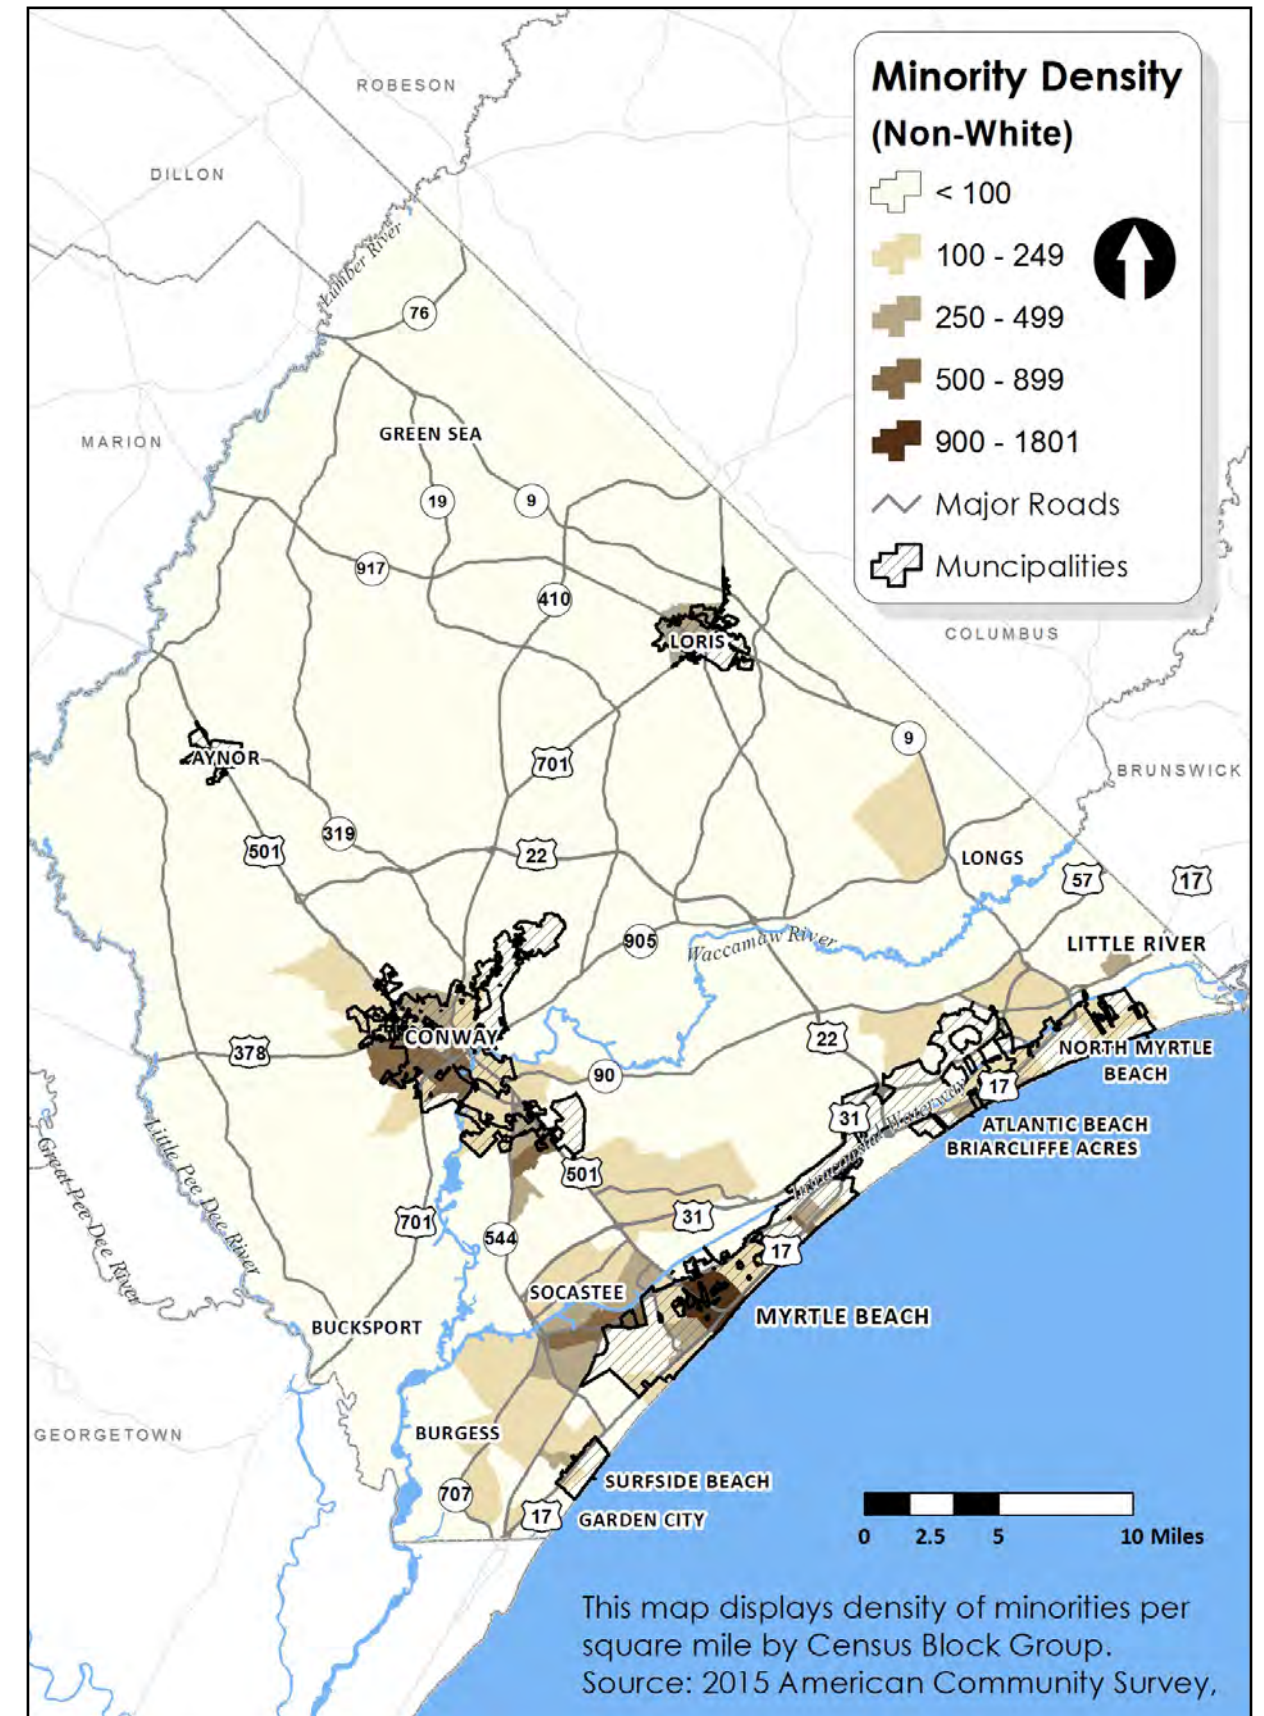 Minority Density
(Non-White)
< 100
100 - 249
250 - 499
500 - 899
900 - 1801
Major Roads
Muncipalities
ROBESON
DILLON
Lumber River
76
MARION
GREEN SEA
19
9
917
410
LORIS
COLUMBUS
AYNOR
9
701
BRUNSWICK
319
501
22
LONGS
57
17
905
Waccamaw River
LITTLE RIVER
CONWAY
378
22
NORTH MYRTLE
BEACH
90
17
31
Intracoastal Waterway
ATLANTIC BEACH
BRIARCLIFFE ACRES
Great Pee Dee River
Little Pee Dee River
501
701
31
544
17
SOCASTEE
MYRTLE BEACH
BUCKSPORT
GEORGETOWN
BURGESS
SURFSIDE BEACH
707
17
GARDEN CITY
0 2.5 5 10 Miles
This map displays density of minorities per
square mile by Census Block Group.
Source: 2015 American Community Survey,